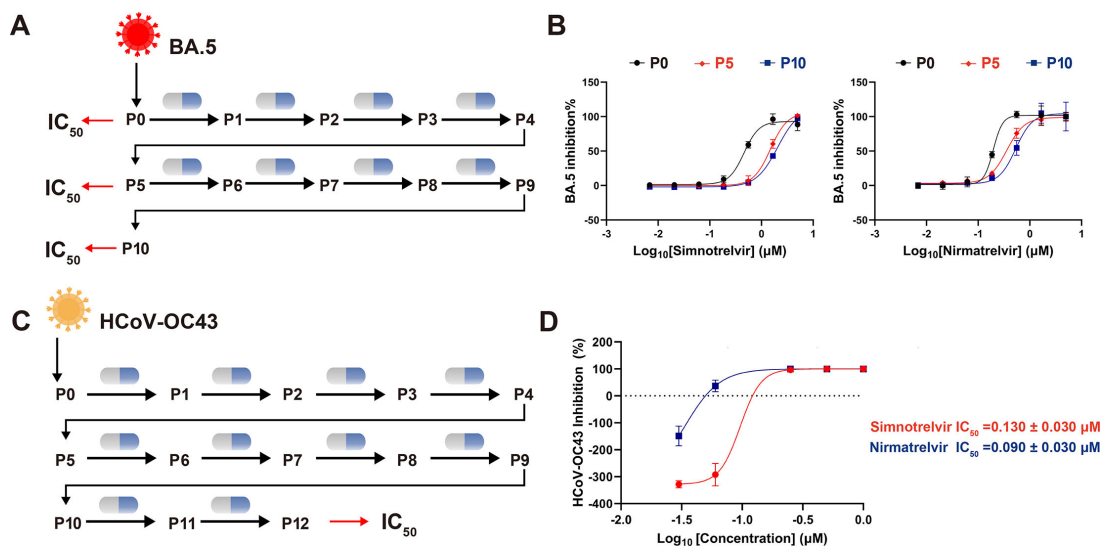 A
BA.5
IC50
P0
P1
P2
P3
P4
IC50
P5
P6
P7
P8
P9
IC50
P10
B
P0
P5
P10
BA.5 inhibition%
150
100
50
0
-50
-3
-2
-1
0
1
Log10[Simnotrelvir] (μM)
P0
P5
P10
BA.5 inhibition%
150
100
50
0
-50
-3
-2
-1
0
1
Log10[Nirmatrelvir] (μM)
C
HCoV-OC43
P0
P1
P2
P3
P4
P5
P6
P7
P8
P9
P10
P11
P12
IC50
D
HCoV-OC43 Inhibition (%)
200
100
0
-100
-200
-300
-400
-2.0
-1.5
-1.0
-0.5
0.0
Log10 [Concentration] (μM)
Simnotrelvir IC50 =0.130 ± 0.030 μM
Nirmatrelvir IC50 =0.090 ± 0.030 μM